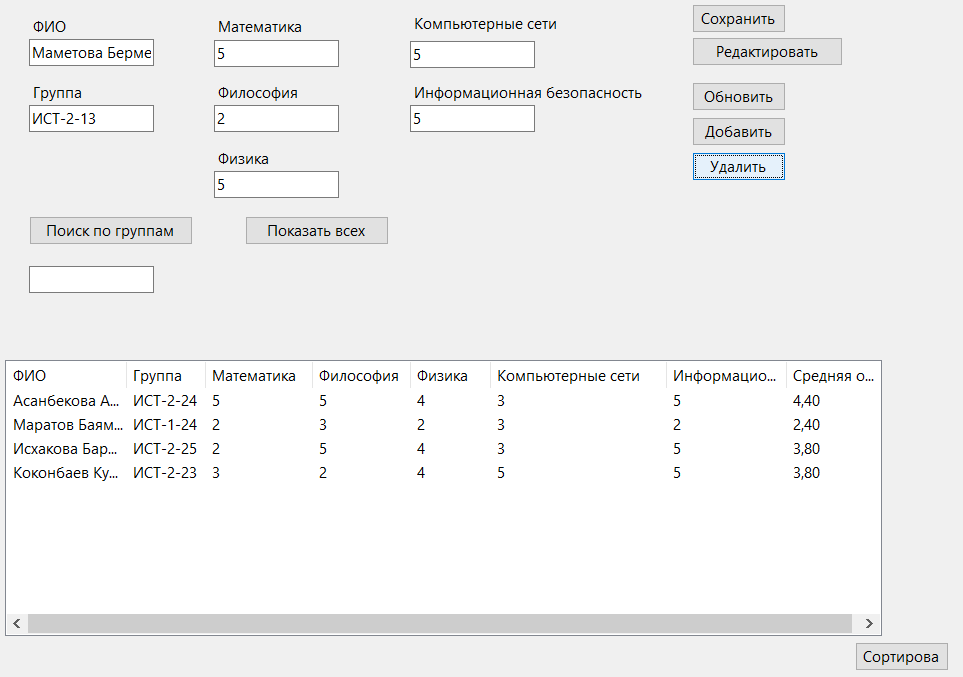 ФИО
Маметова Берме
Группа
ИСТ-2-13
Математика
5
Философия
2
Физика
5
Компьютерные сети
5
Информационная безопасность
5
Сохранить
Редактировать
Обновить
Добавить
Удалить
Поиск по группам
Показать всех
ФИО Группа Математика Философия Физика Компьютерные сети Информацио... Средняя о...
Асанбекова А... ИСТ-2-24 5 5 4 3 5 4,40
Маратов Баям... ИСТ-1-24 2 3 2 3 2 2,40
Исхакова Бар... ИСТ-2-25 2 5 4 3 5 3,80
Коконбаев Ку... ИСТ-2-23 3 2 4 5 5 3,80
Сортирова